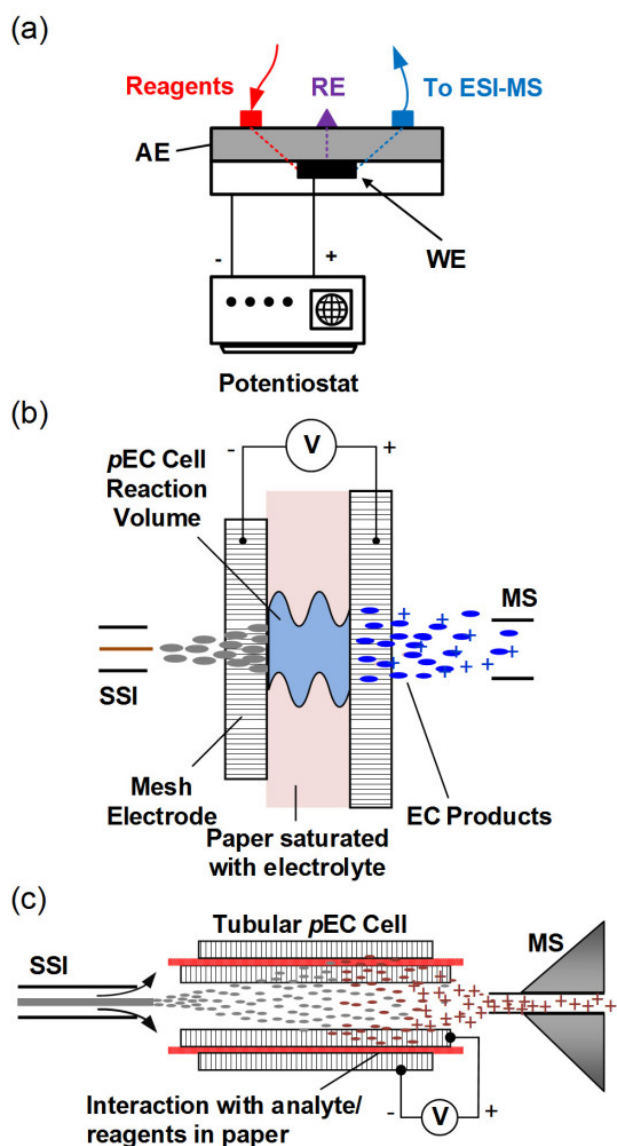 (a)
Reagents
RE
To ESI-MS
AE
WE
-
+
Potentiostat
(b)
-
V
+
pEC Cell
Reaction
Volume
MS
SSI
Mesh
Electrode
EC Products
Paper saturated
with electrolyte
(c)
Tubular pEC Cell
MS
SSI
Interaction with analyte/
reagents in paper
-
V
+